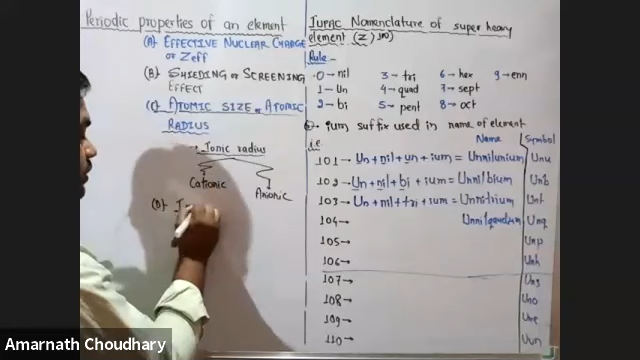 Periodic properties of an element
(A) EFFECTIVE NUCLEAR CHARGE
or Zeff
(B) SHIEDING or SCREENING
EFFECT
(C) ATOMIC SIZE or ATOMIC
RADIUS
Ionic radius
Cationic
Anionic
(D) I
IUPAC Nomenclature of super heavy
element (Z>100)
Rule:-
0 → nil 3 → tri 6 → hex 9 → enn
1 → un 4 → quad 7 → sept
2 → bi 5 → pent 8 → oct
ium suffix used in name of element
i.e Name Symbol
101 → Un + nil + un + ium = Unnilunium Unu
102 → Un + nil + bi + ium = Unnilbium Unb
103 → Un + nil + tri + ium = Unniltrium Unt
104 → Unnilquadium Unq
105 → Unp
106 → Unh
107 → Uns
108 → Uno
109 → Une
110 → Uun
Amarnath Choudhary